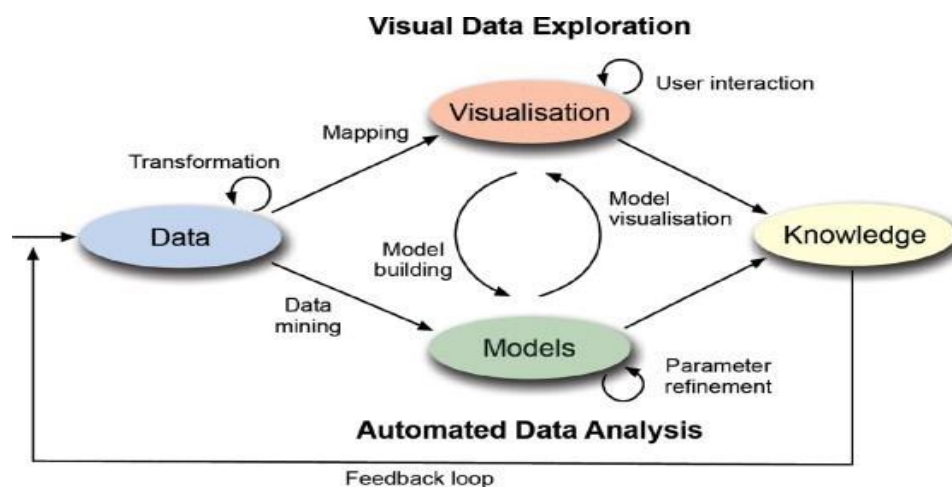 Visual Data Exploration
User interaction
Visualisation
Mapping
Transformation
Model
visualisation
Data
Knowledge
Model
building
Data
mining
Models
Parameter
refinement
Automated Data Analysis
Feedback loop